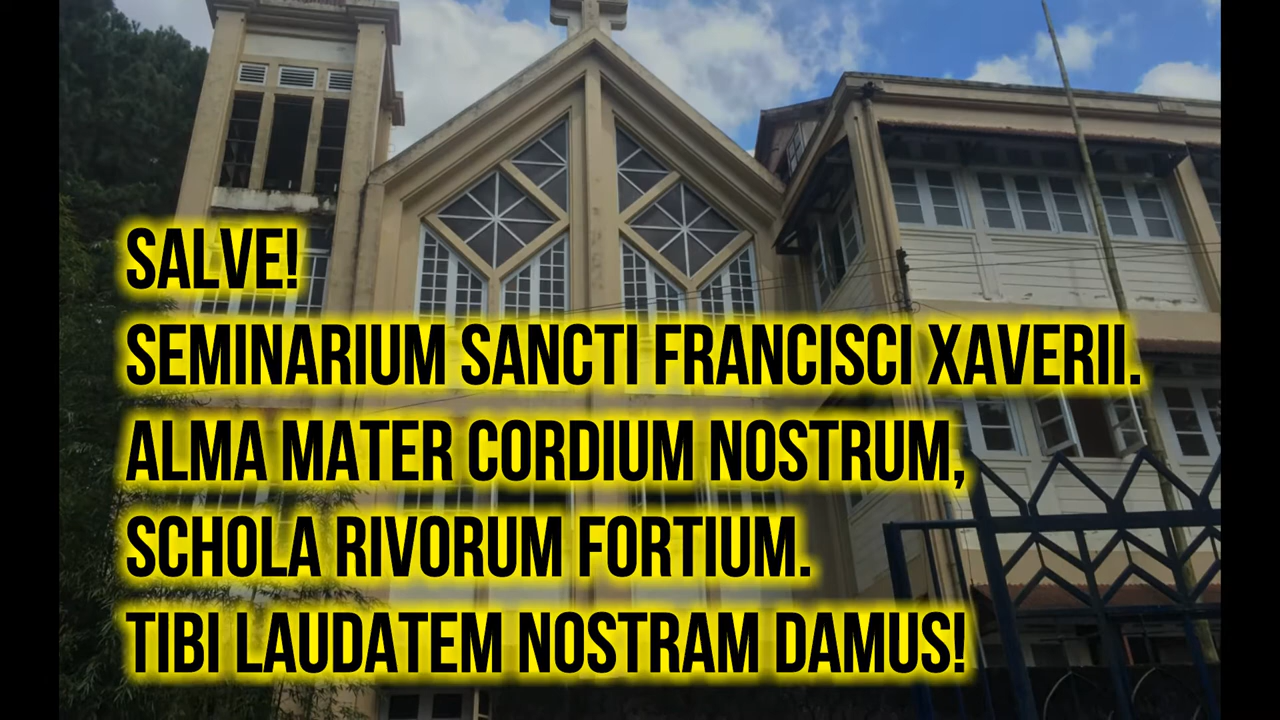 SALVE!
SEMINARIUM SANCTI FRANCISCI XAVERII.
ALMA MATER CORDIUM NOSTRUM,
SCHOLA RIVORUM FORTIUM.
TIBI LAUDATEM NOSTRAM DAMUS!